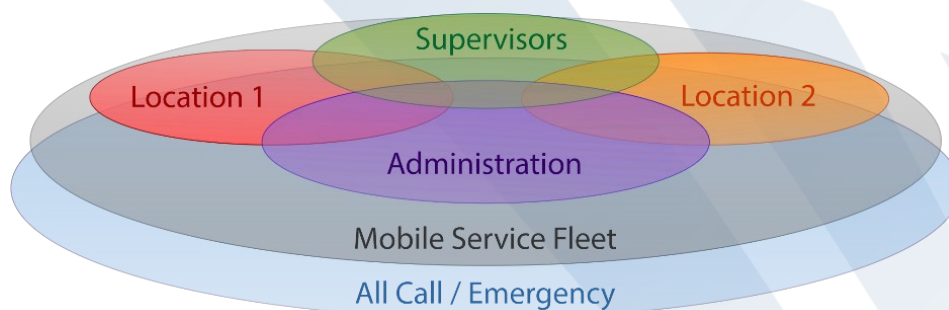 Supervisors
Location 1
Location 2
Administration
Mobile Service Fleet
All Call / Emergency